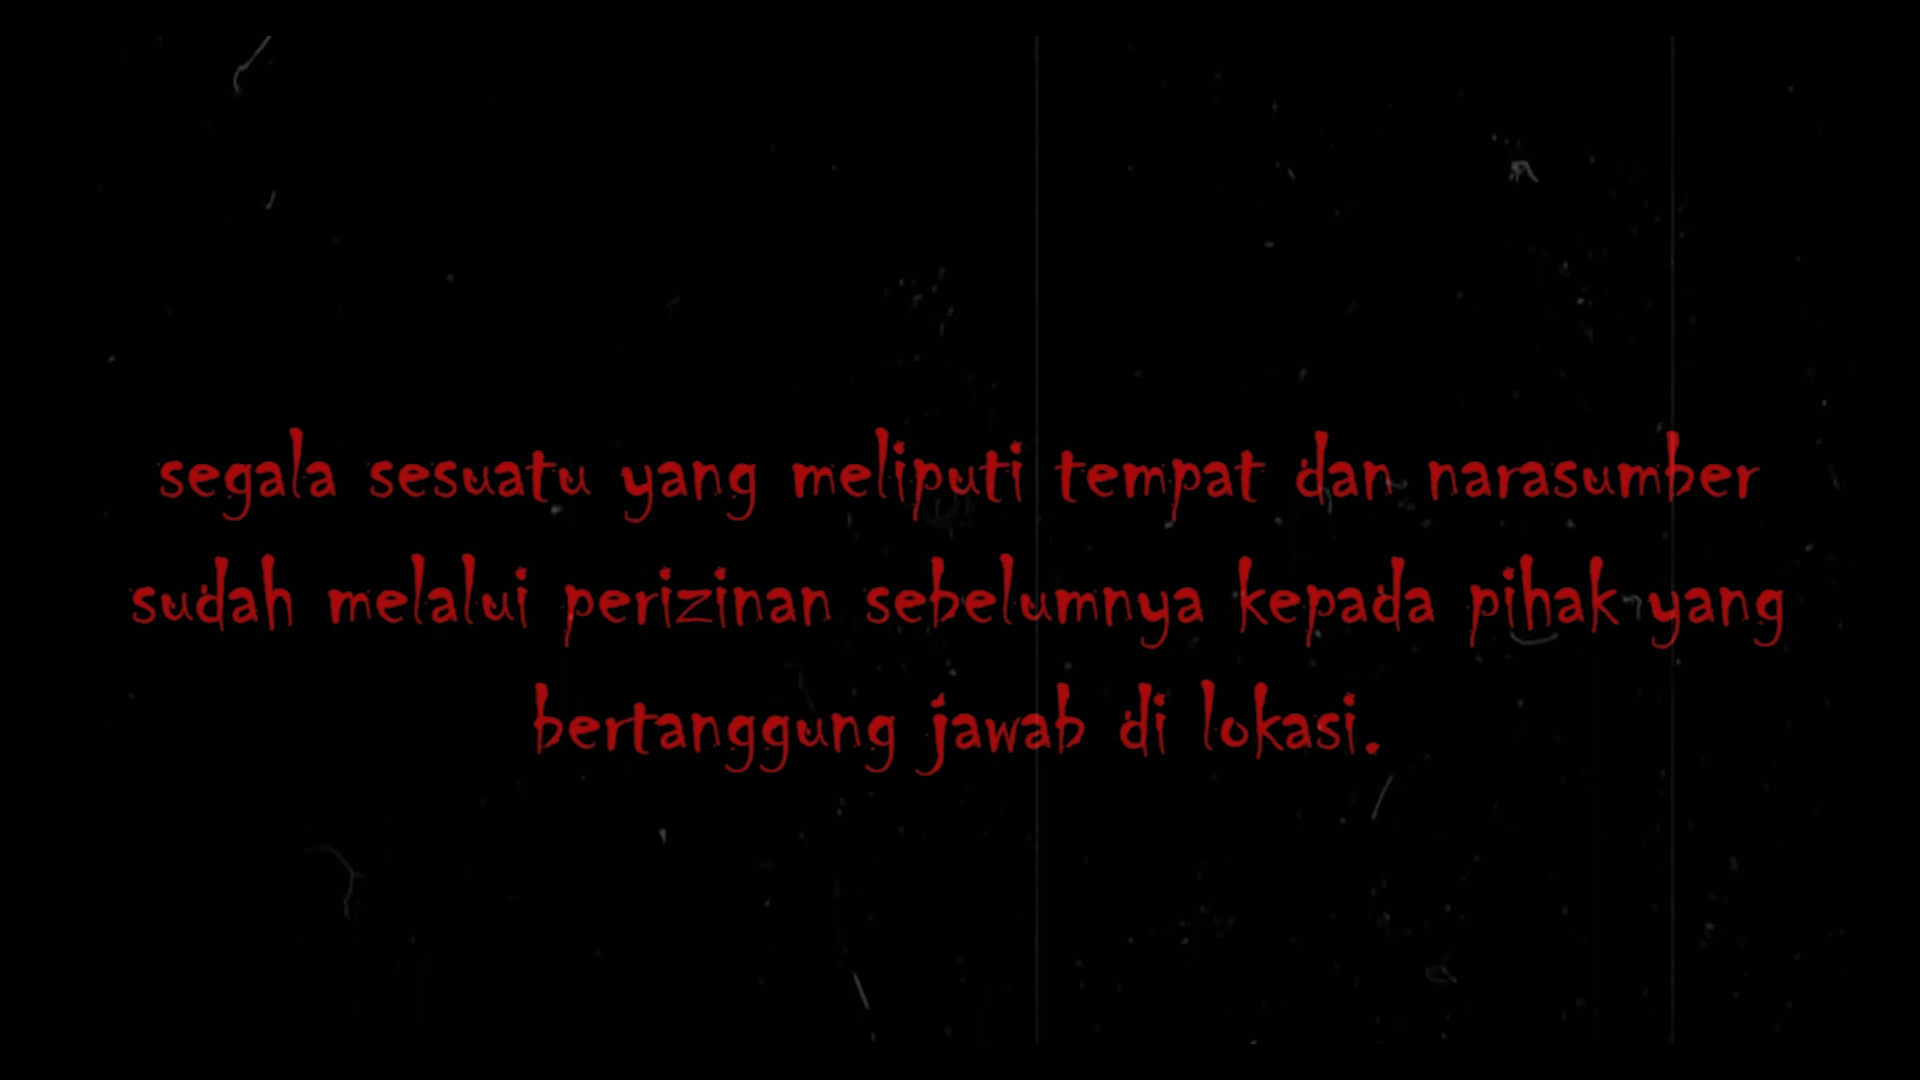 segala sesuatu yang meliputi tempat dan narasumber
sudah melalui perizinan sebelumnya kepada pihak yang
bertanggung jawab di lokasi.